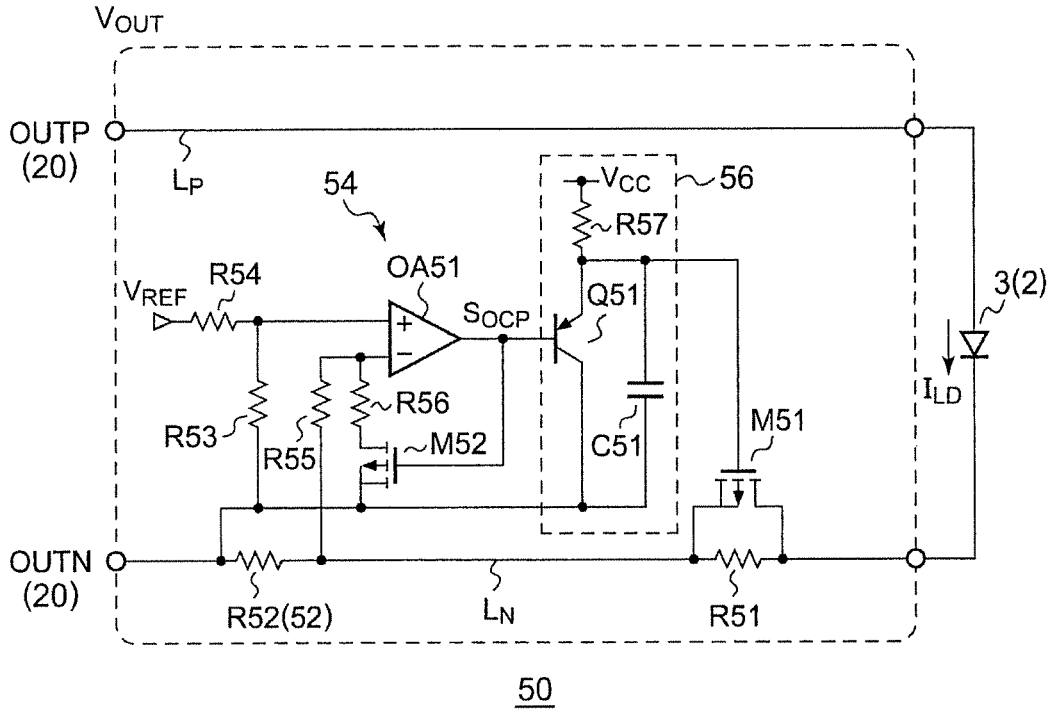 VOUT
OUTP
(20)
LP
54
VCC
56
R57
OA51
R54
VREF
SOCP
Q51
3(2)
+
−
R56
ILD
R53
R55
M52
C51
M51
OUTN
(20)
R52(52)
LN
R51
50